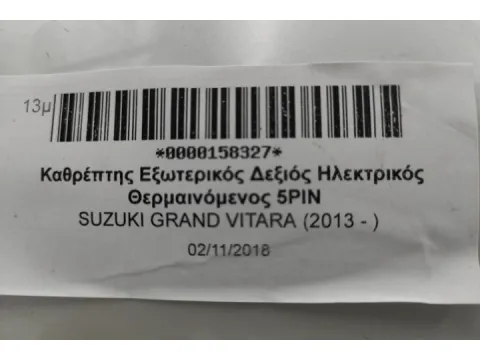 13μ
*0000158327*
Καθρέπτης Εξωτερικός Δεξιός Ηλεκτρικός
Θερμαινόμενος 5PIN
SUZUKI GRAND VITARA (2013 - )
02/11/2018